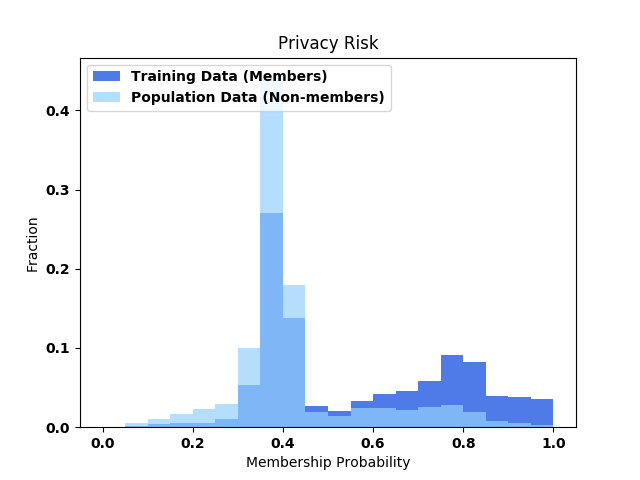 Privacy Risk
Training Data (Members)
Population Data (Non-members)
0.4
0.3
0.2
0.1
0.0
Fraction
0.0 0.2 0.4 0.6 0.8 1.0
Membership Probability